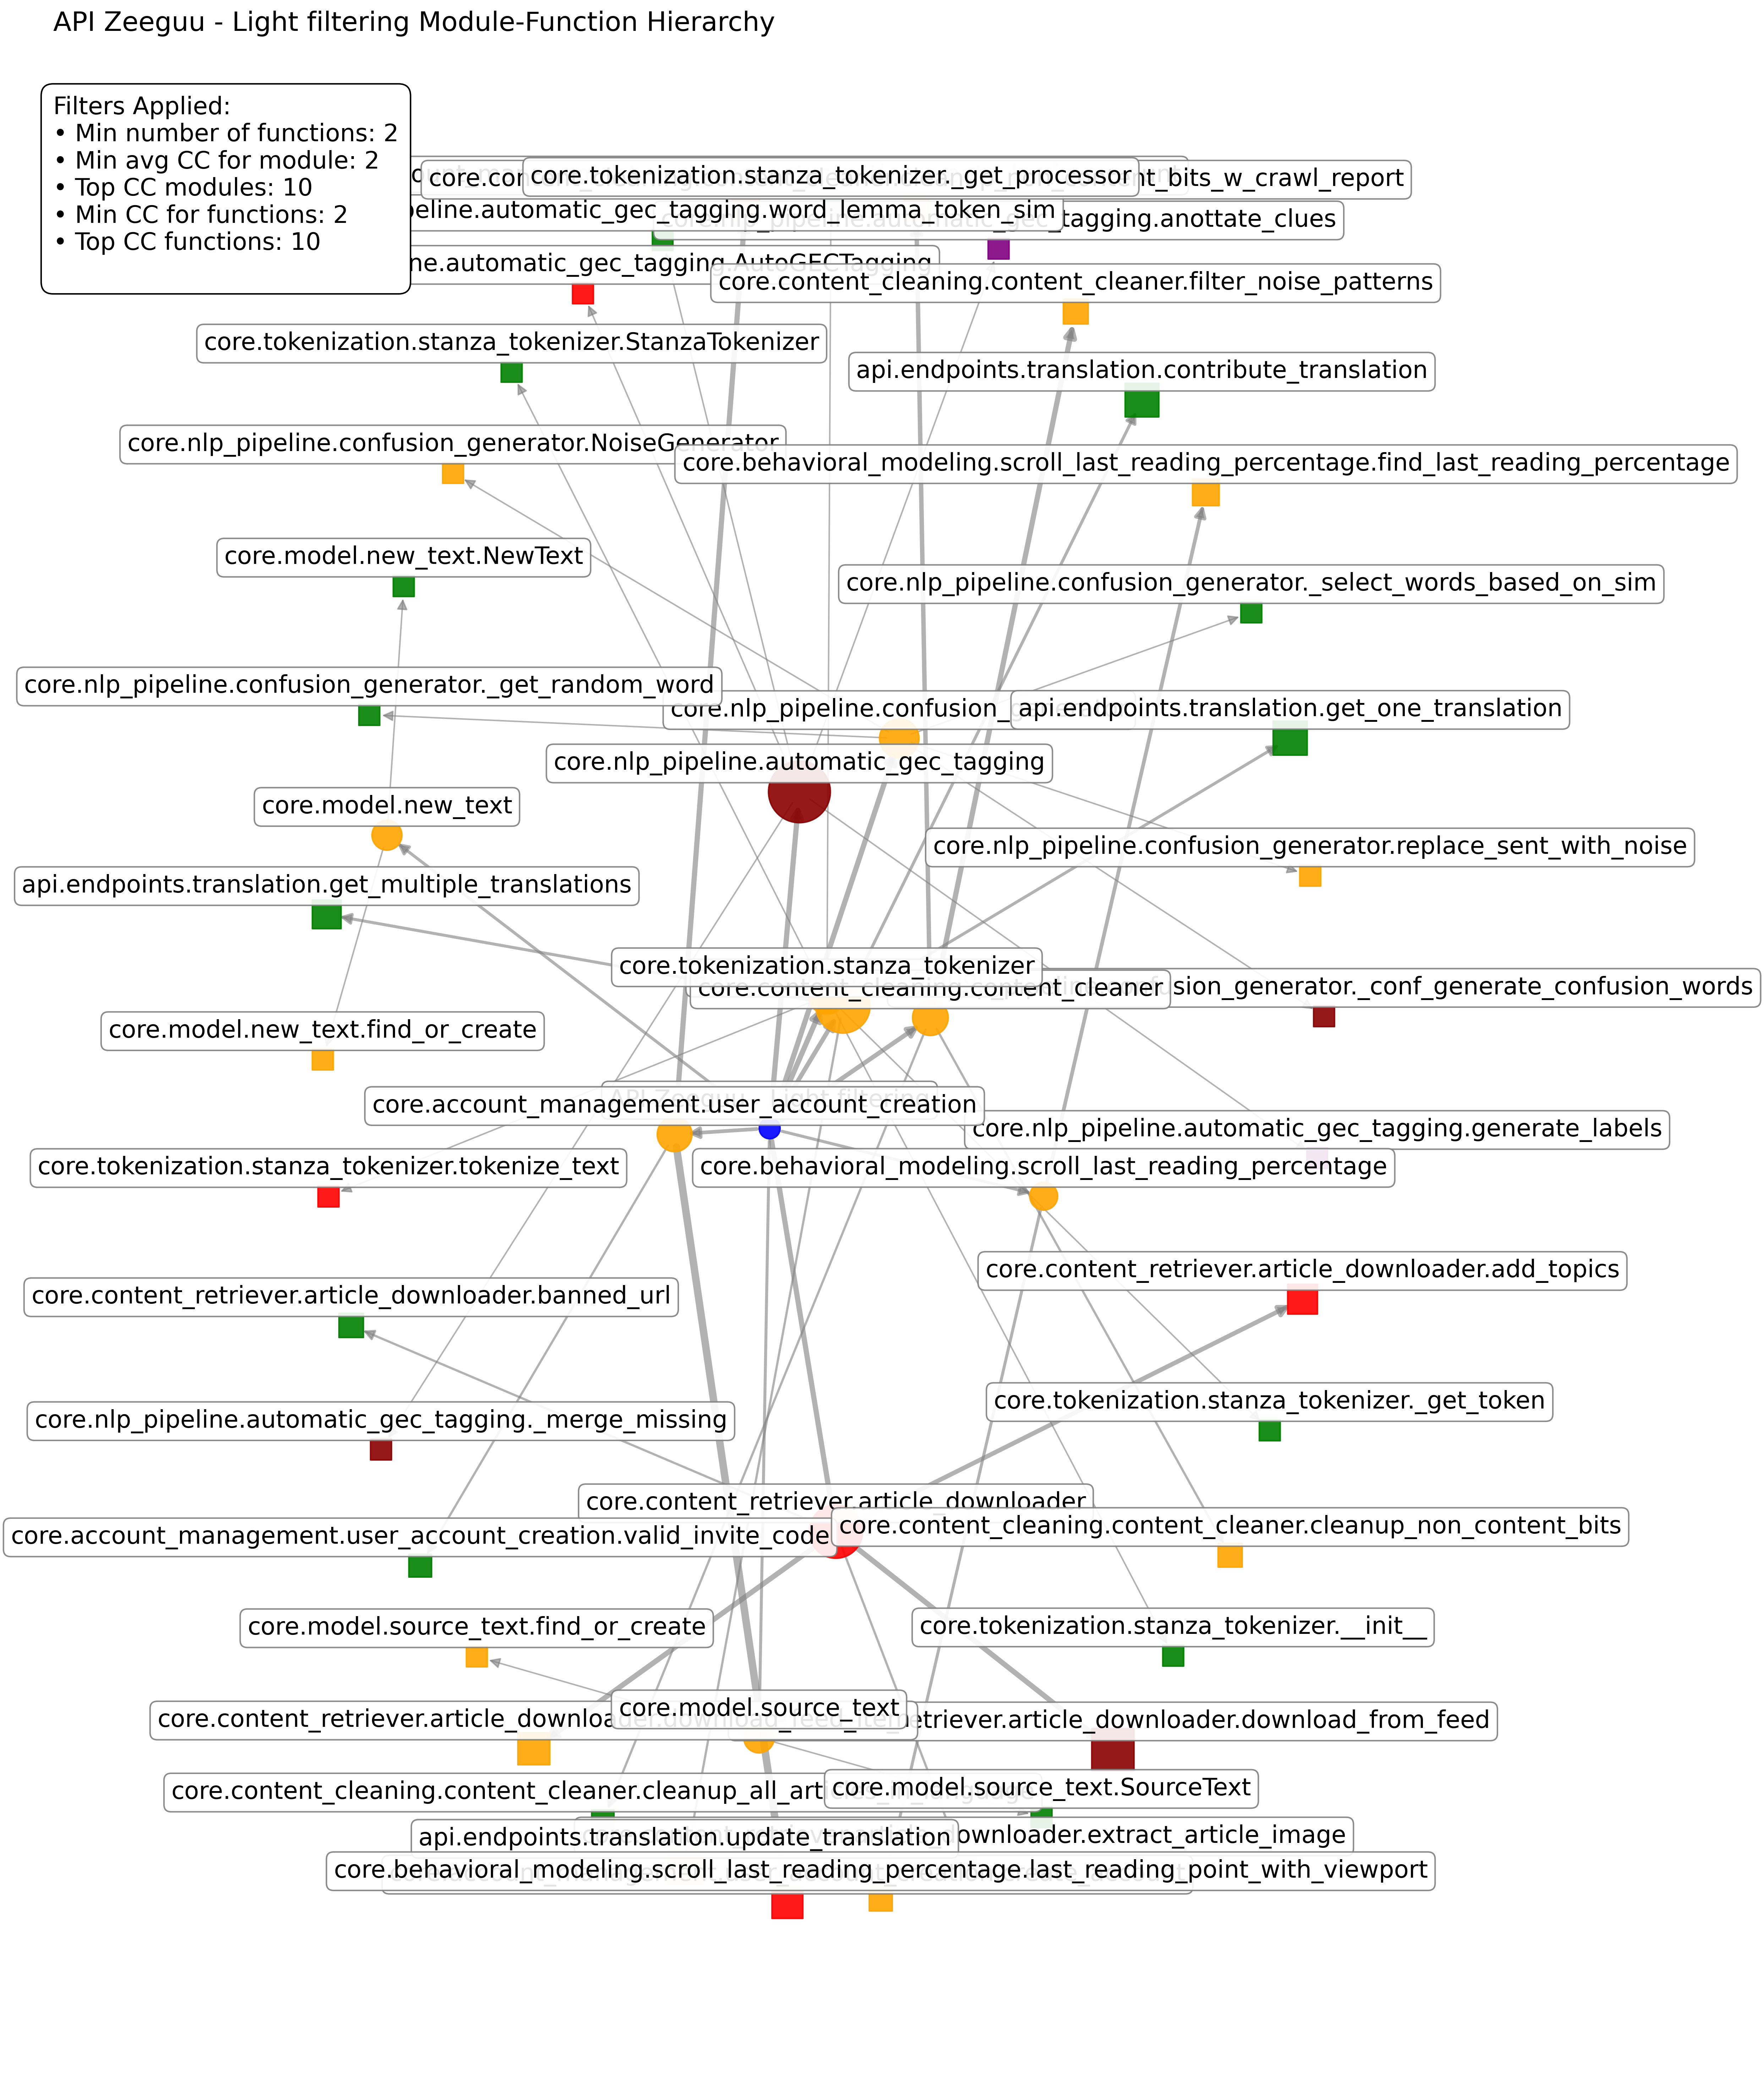 API Zeeguu - Light filtering Module-Function Hierarchy
Filters Applied:
• Min number of functions: 2
• Min avg CC for module: 2
• Top CC modules: 10
• Min CC for functions: 2
• Top CC functions: 10
core.tokenization.stanza_tokenizer._get_processor
t_bits_w_crawl_report
eline.automatic_gec_tagging.word_lemma_token_sim
tagging.anottate_clues
ne.automatic_gec_tagging.AutoGECTagging
core.content_cleaning.content_cleaner.filter_noise_patterns
core.tokenization.stanza_tokenizer.StanzaTokenizer
api.endpoints.translation.contribute_translation
core.nlp_pipeline.confusion_generator.NoiseGenerator
core.behavioral_modeling.scroll_last_reading_percentage.find_last_reading_percentage
core.model.new_text.NewText
core.nlp_pipeline.confusion_generator._select_words_based_on_sim
core.nlp_pipeline.confusion_generator._get_random_word
core.nlp_pipeline.confusion_
api.endpoints.translation.get_one_translation
core.nlp_pipeline.automatic_gec_tagging
core.model.new_text
core.nlp_pipeline.confusion_generator.replace_sent_with_noise
api.endpoints.translation.get_multiple_translations
core.tokenization.stanza_tokenizer
core.content_cleaning.content_cleaner
sion_generator._conf_generate_confusion_words
core.model.new_text.find_or_create
API Zeeguu - Light filtering
core.account_management.user_account_creation
core.nlp_pipeline.automatic_gec_tagging.generate_labels
core.tokenization.stanza_tokenizer.tokenize_text
core.behavioral_modeling.scroll_last_reading_percentage
core.content_retriever.article_downloader.add_topics
core.content_retriever.article_downloader.banned_url
core.tokenization.stanza_tokenizer._get_token
core.nlp_pipeline.automatic_gec_tagging._merge_missing
core.content_retriever.article_downloader
core.account_management.user_account_creation.valid_invite_code
core.content_cleaning.content_cleaner.cleanup_non_content_bits
core.model.source_text.find_or_create
core.tokenization.stanza_tokenizer.__init__
core.content_retriever.article_downloader.download_feed_item
core.model.source_text
etriever.article_downloader.download_from_feed
core.content_cleaning.content_cleaner.cleanup_all_articles_in_language
core.model.source_text.SourceText
api.endpoints.translation.update_translation
ownloader.extract_article_image
core.behavioral_modeling.scroll_last_reading_percentage.last_reading_point_with_viewport